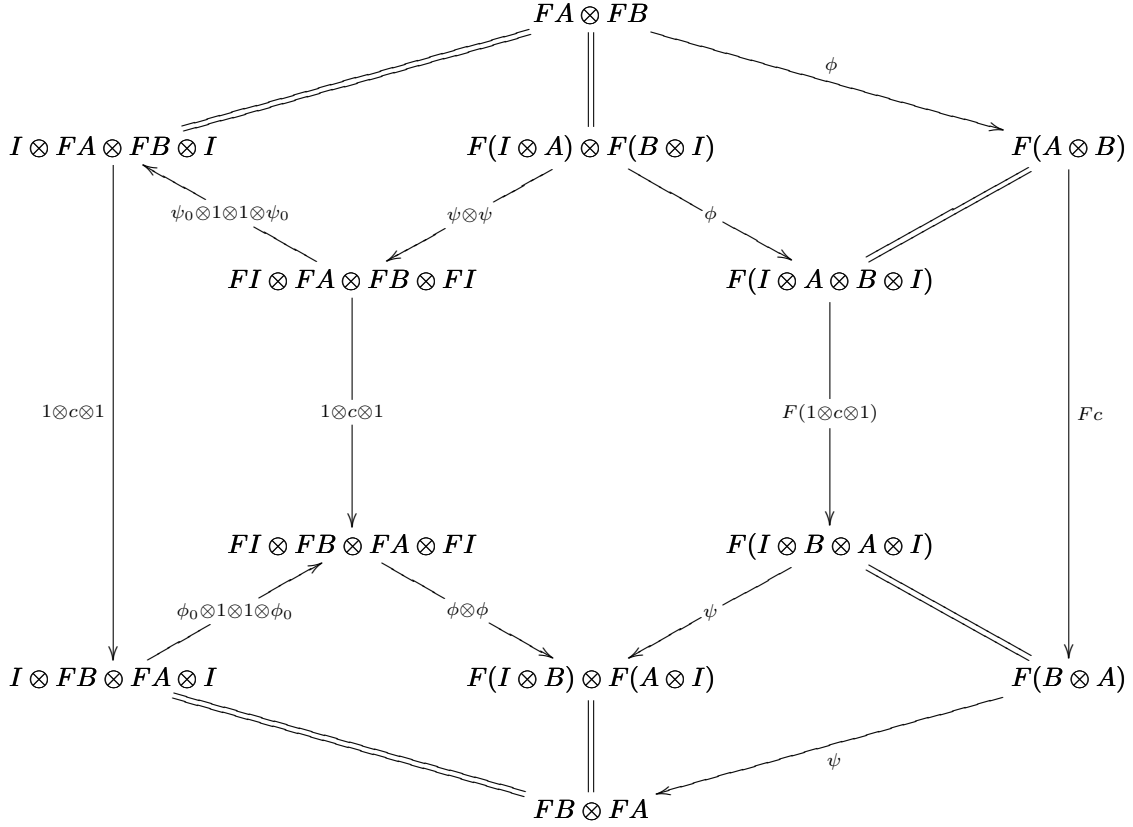 FA ⊗ FB
ϕ
I ⊗ FA ⊗ FB ⊗ I
F(I ⊗ A) ⊗ F(B ⊗ I)
F(A ⊗ B)
ψ₀⊗1⊗1⊗ψ₀
ψ⊗ψ
ϕ
FI ⊗ FA ⊗ FB ⊗ FI
F(I ⊗ A ⊗ B ⊗ I)
1⊗c⊗1
1⊗c⊗1
F(1⊗c⊗1)
Fc
FI ⊗ FB ⊗ FA ⊗ FI
F(I ⊗ B ⊗ A ⊗ I)
ϕ₀⊗1⊗1⊗ϕ₀
ϕ⊗ϕ
ψ
I ⊗ FB ⊗ FA ⊗ I
F(I ⊗ B) ⊗ F(A ⊗ I)
F(B ⊗ A)
ψ
FB ⊗ FA